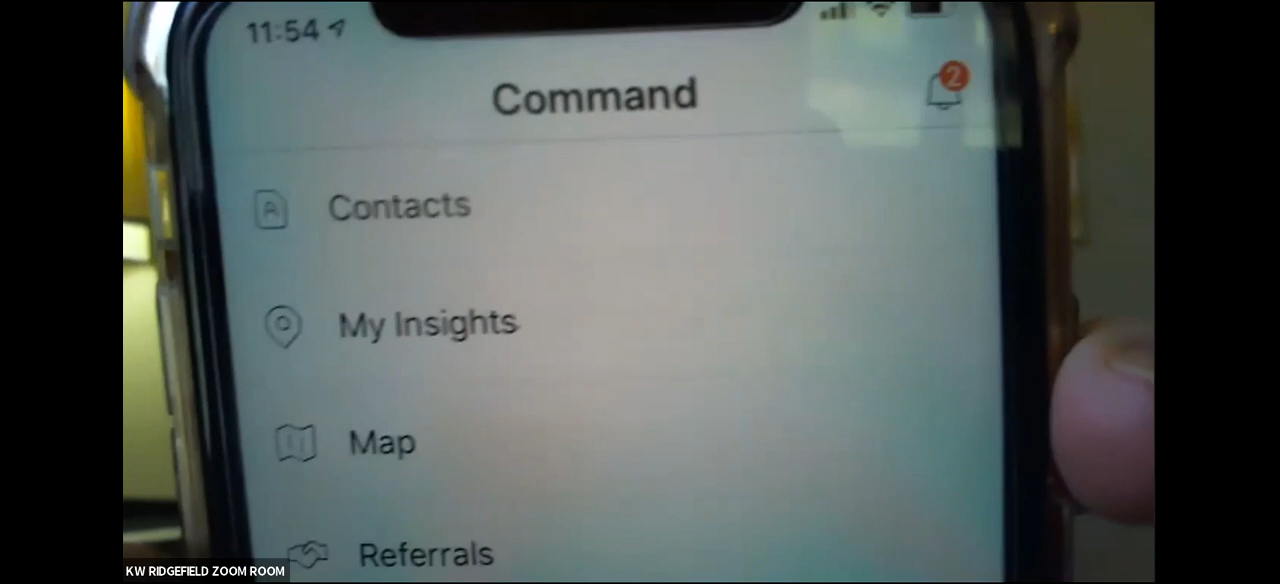 11:54
Command
2
Contacts
My Insights
Map
Referrals
KW RIDGEFIELD ZOOM ROOM